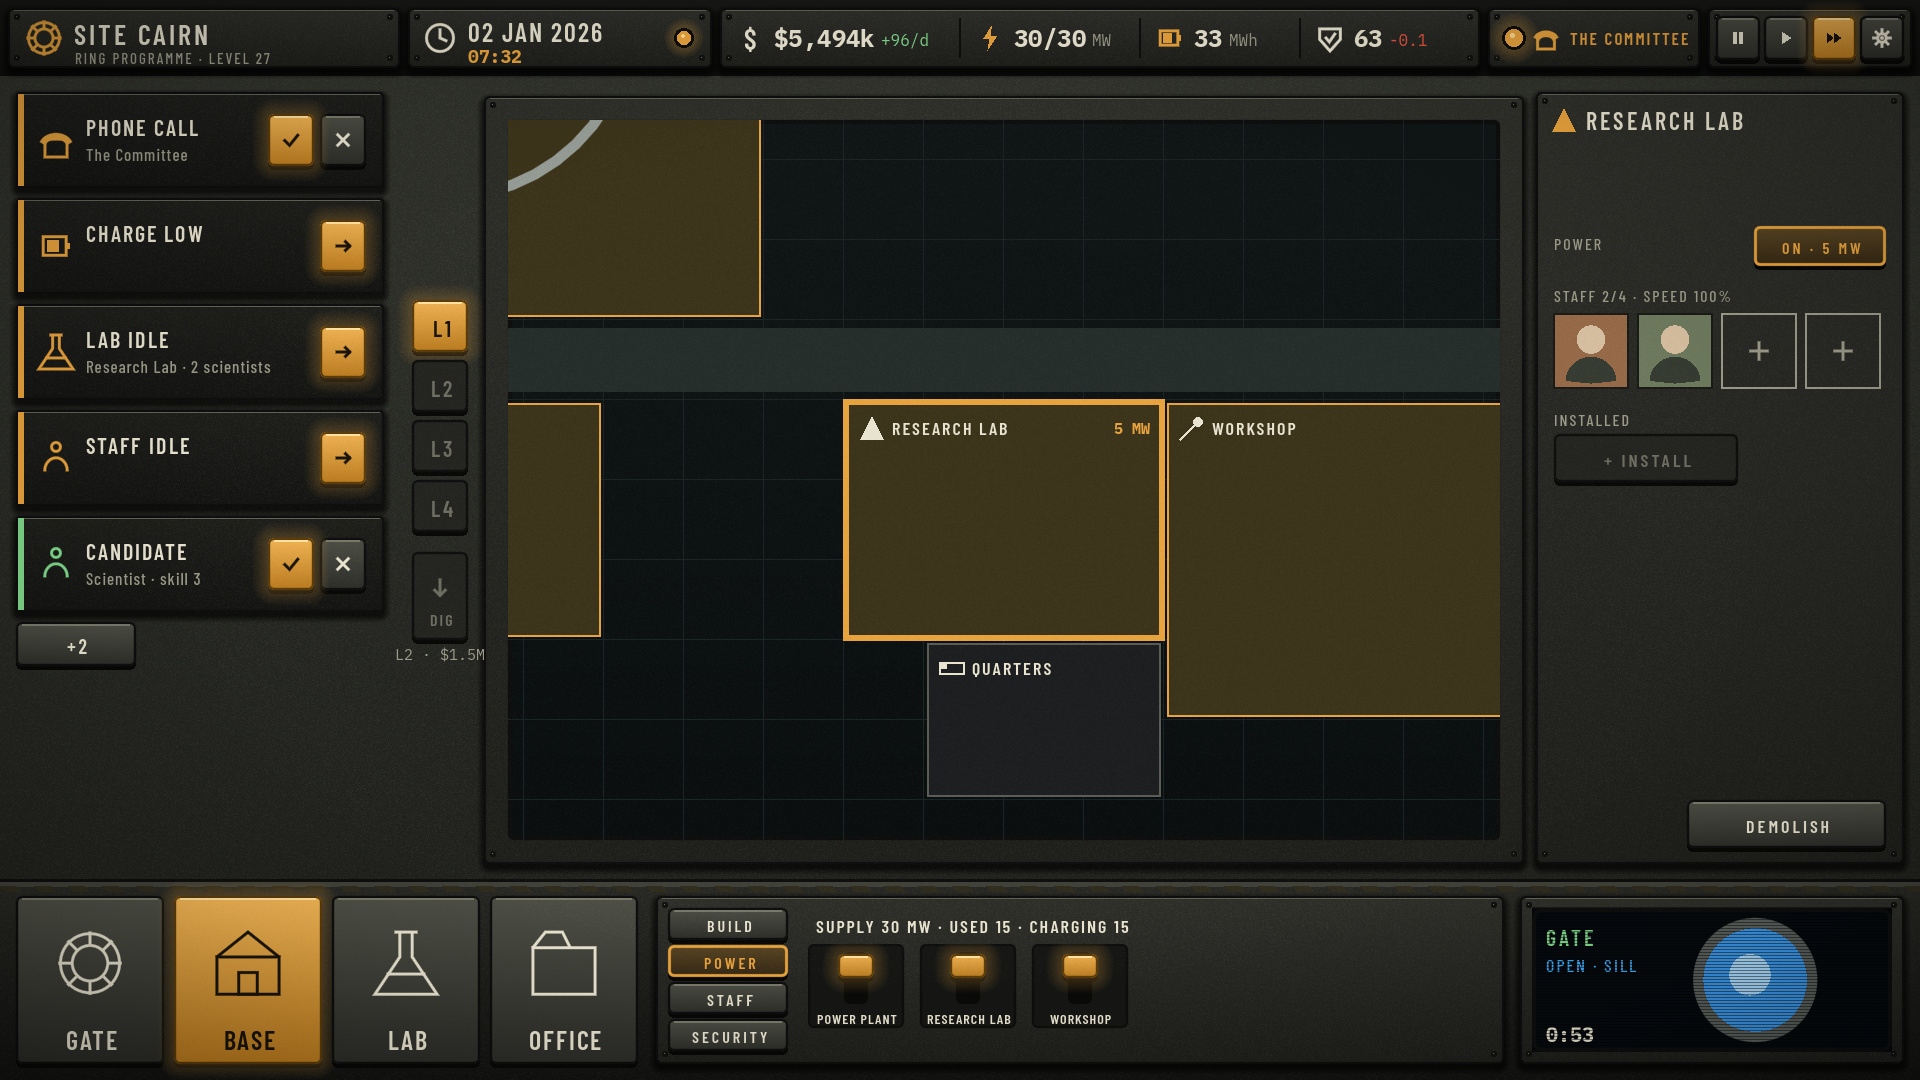 SITE CAIRN
RING PROGRAMME · LEVEL 27
02 JAN 2026
07:32
$ $5,494k +96/d
30/30 MW
33 MWh
63 -0.1
THE COMMITTEE
PHONE CALL
The Committee
CHARGE LOW
LAB IDLE
Research Lab · 2 scientists
STAFF IDLE
CANDIDATE
Scientist · skill 3
+2
L1
L2
L3
L4
DIG
L2 · $1.5M
RESEARCH LAB
5 MW
WORKSHOP
QUARTERS
RESEARCH LAB
POWER
ON · 5 MW
STAFF 2/4 · SPEED 100%
INSTALLED
+ INSTALL
DEMOLISH
GATE
BASE
LAB
OFFICE
BUILD
POWER
STAFF
SECURITY
SUPPLY 30 MW · USED 15 · CHARGING 15
POWER PLANT
RESEARCH LAB
WORKSHOP
GATE
OPEN · SILL
0:53